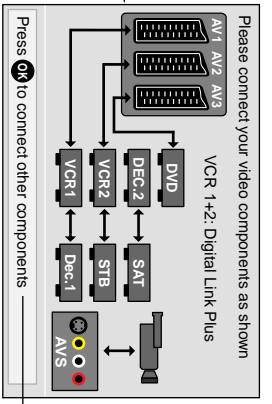 Please connect your video components as shown
VCR 1+2: Digital Link Plus
AV1
AV2
AV3
DVD
DEC.2
SAT
VCR2
STB
VCR1
Dec.1
AVS
Press OK to connect other components